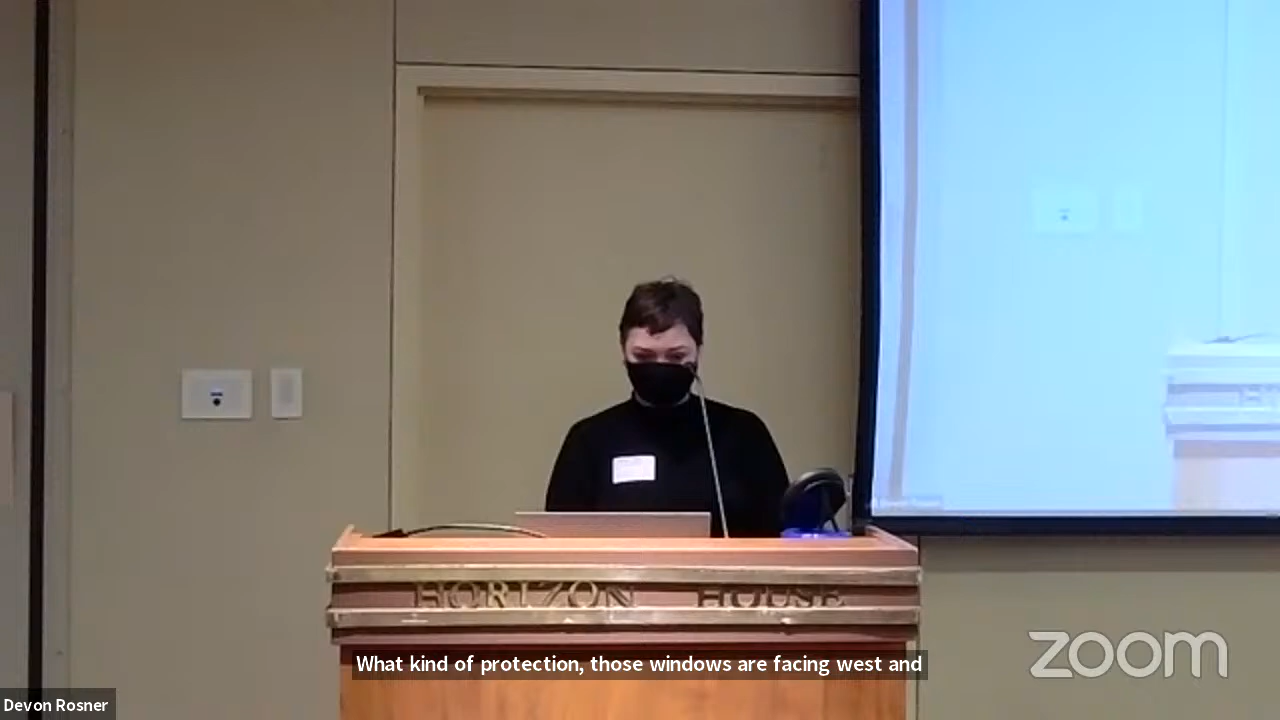 HORIZON HOUSE
What kind of protection, those windows are facing west and
zoom
Devon Rosner